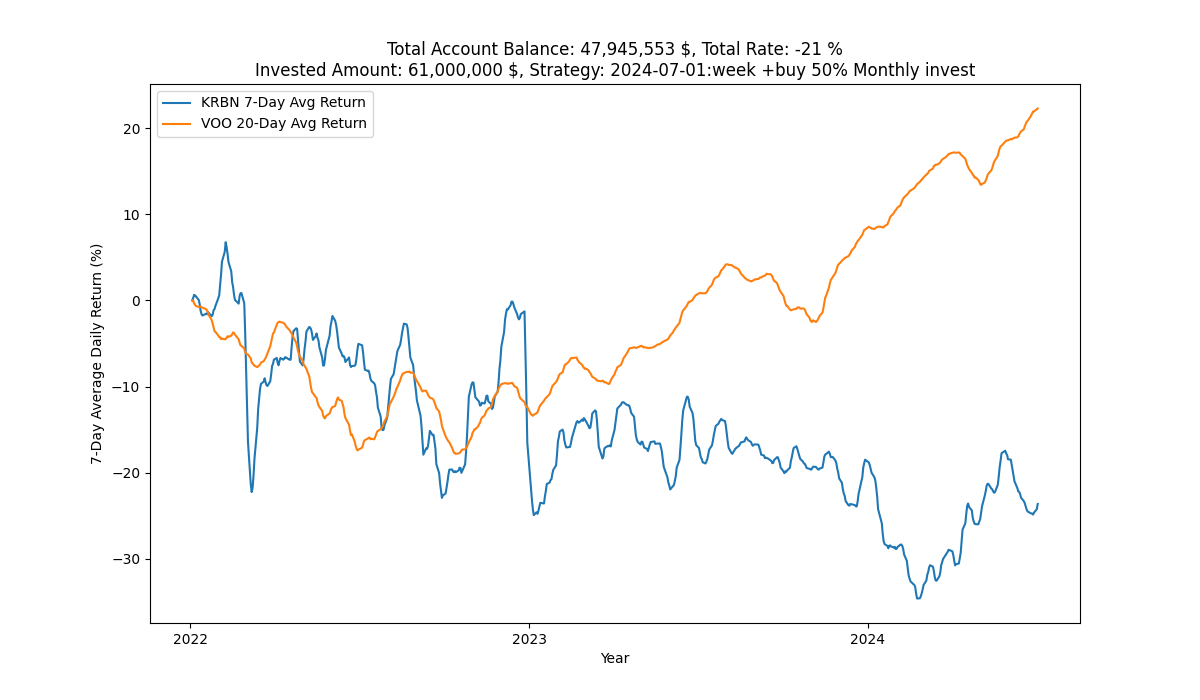 Total Account Balance: 47,945,553 $, Total Rate: -21 %
Invested Amount: 61,000,000 $, Strategy: 2024-07-01:week +buy 50% Monthly invest
KRBN 7-Day Avg Return
VOO 20-Day Avg Return
7-Day Average Daily Return (%)
20
10
0
−10
−20
−30
2022
2023
2024
Year